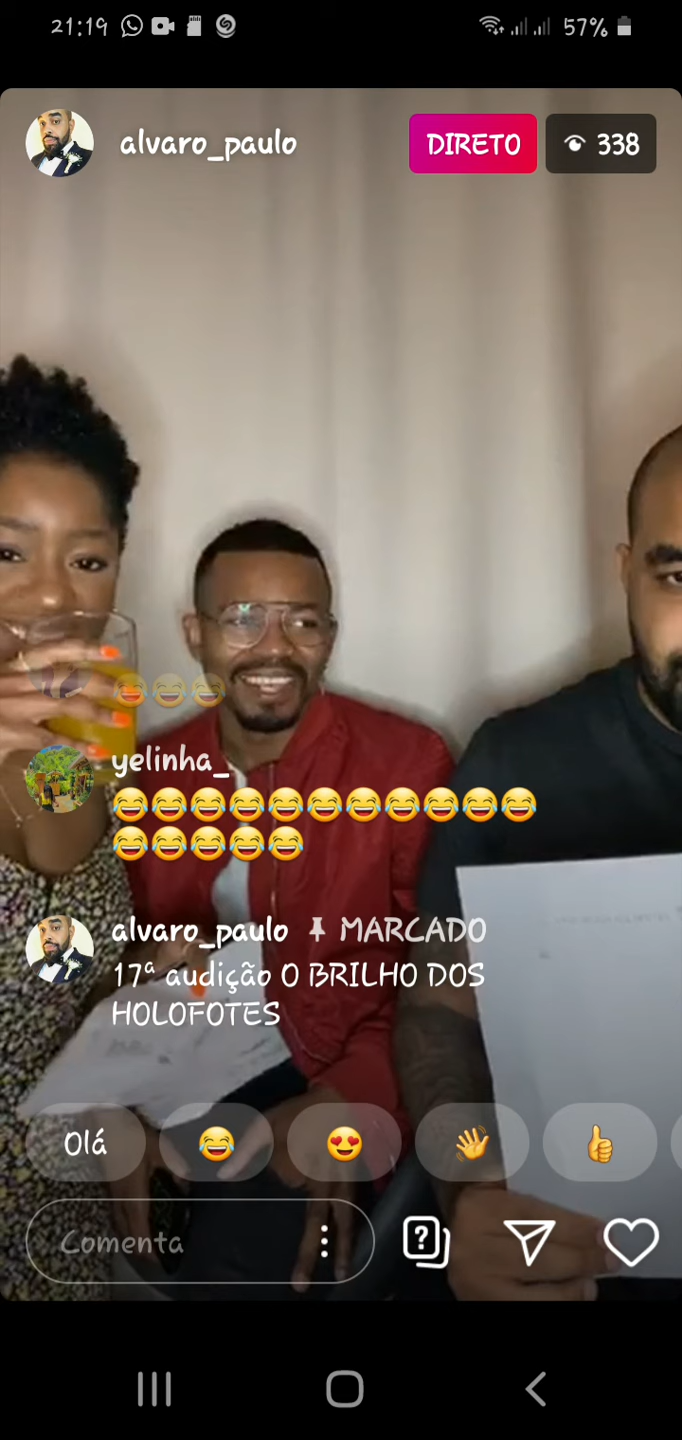 21:19
57%
alvaro_paulo
DIRETO
338
😂😂😂
yelinha_
😂😂😂😂😂😂😂😂😂😂😂
😂😂😂😂😂
alvaro_paulo MARCADO
17ª audição O BRILHO DOS
HOLOFOTES
Olá
Comenta